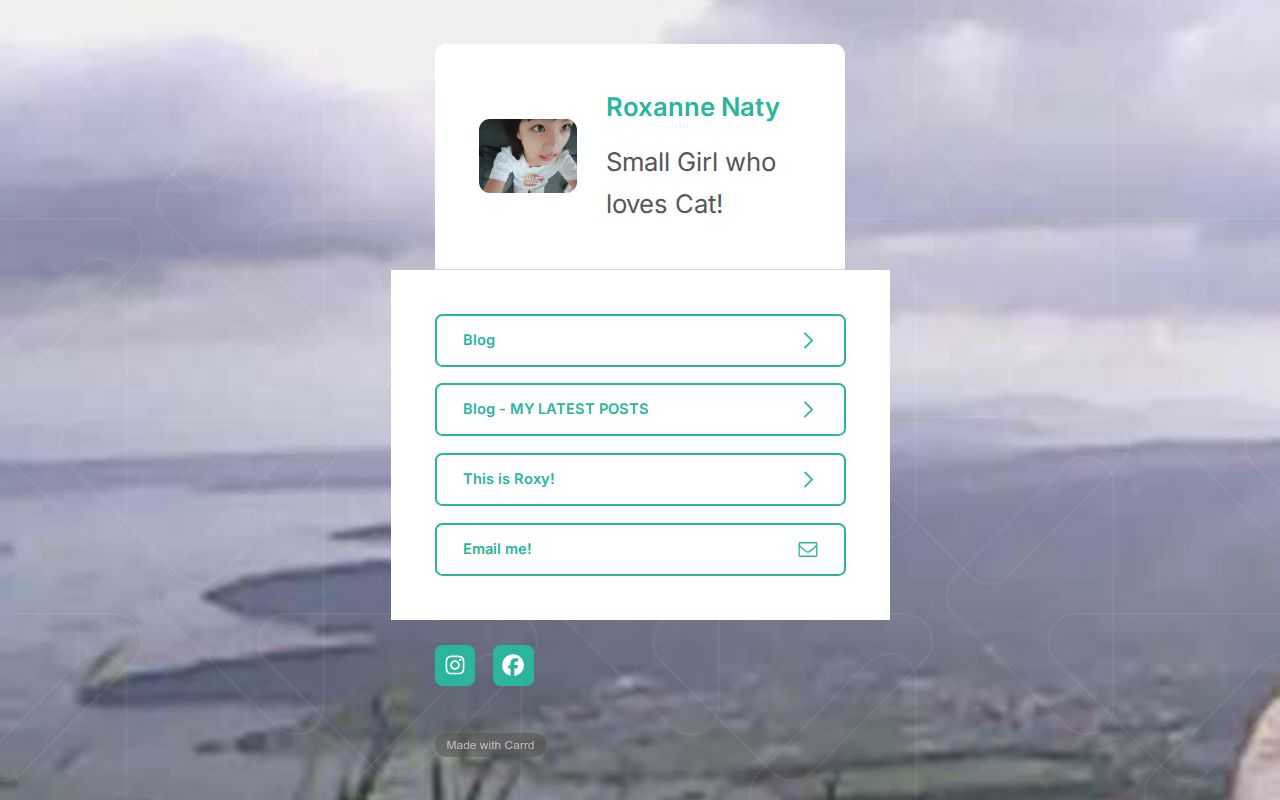 Roxanne Naty
Small Girl who
loves Cat!
Blog
Blog - MY LATEST POSTS
This is Roxy!
Email me!
Made with Carrd